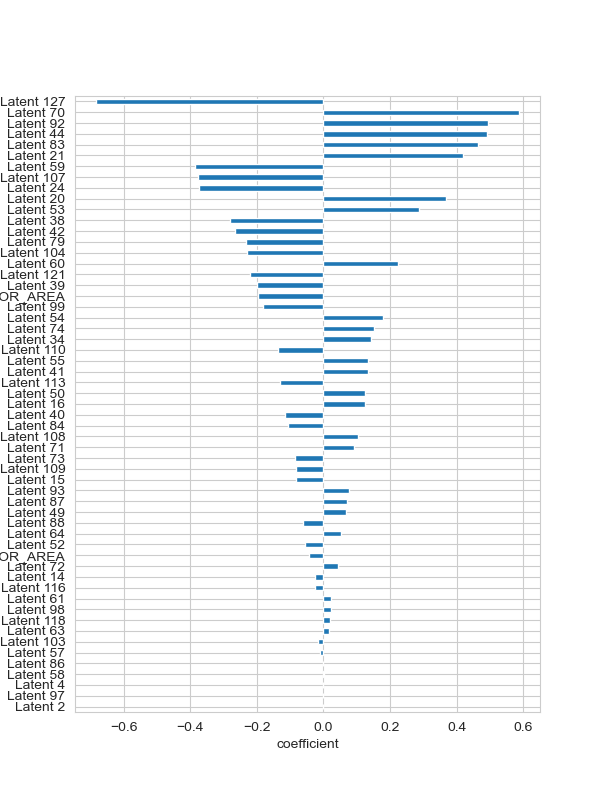 Latent 127
Latent 70
Latent 92
Latent 44
Latent 83
Latent 21
Latent 59
Latent 107
Latent 24
Latent 20
Latent 53
Latent 38
Latent 42
Latent 79
Latent 104
Latent 60
Latent 121
Latent 39
OR_AREA
Latent 99
Latent 54
Latent 74
Latent 34
Latent 110
Latent 55
Latent 41
Latent 113
Latent 50
Latent 16
Latent 40
Latent 84
Latent 108
Latent 71
Latent 73
Latent 109
Latent 15
Latent 93
Latent 87
Latent 49
Latent 88
Latent 64
Latent 52
OR_AREA
Latent 72
Latent 14
Latent 116
Latent 61
Latent 98
Latent 118
Latent 63
Latent 103
Latent 57
Latent 86
Latent 58
Latent 4
Latent 97
Latent 2
−0.6 −0.4 −0.2 0.0 0.2 0.4 0.6
coefficient